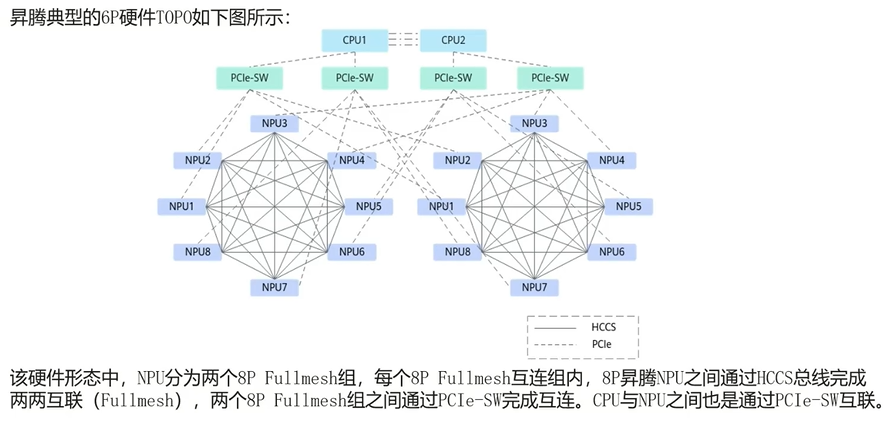 昇腾典型的6P硬件TOPO如下图所示:
CPU1 CPU2
PCIe-SW PCIe-SW PCIe-SW PCIe-SW
NPU3 NPU3
NPU2 NPU4 NPU2 NPU4
NPU1 NPU5 NPU1 NPU5
NPU8 NPU6 NPU8 NPU6
NPU7 NPU7
HCCS
PCIe
该硬件形态中, NPU分为两个8P Fullmesh组, 每个8P Fullmesh互连组内, 8P昇腾NPU之间通过HCCS总线完成
两两互联 (Fullmesh) , 两个8P Fullmesh组之间通过PCIe-SW完成互连。CPU与NPU之间也是通过PCIe-SW互联。